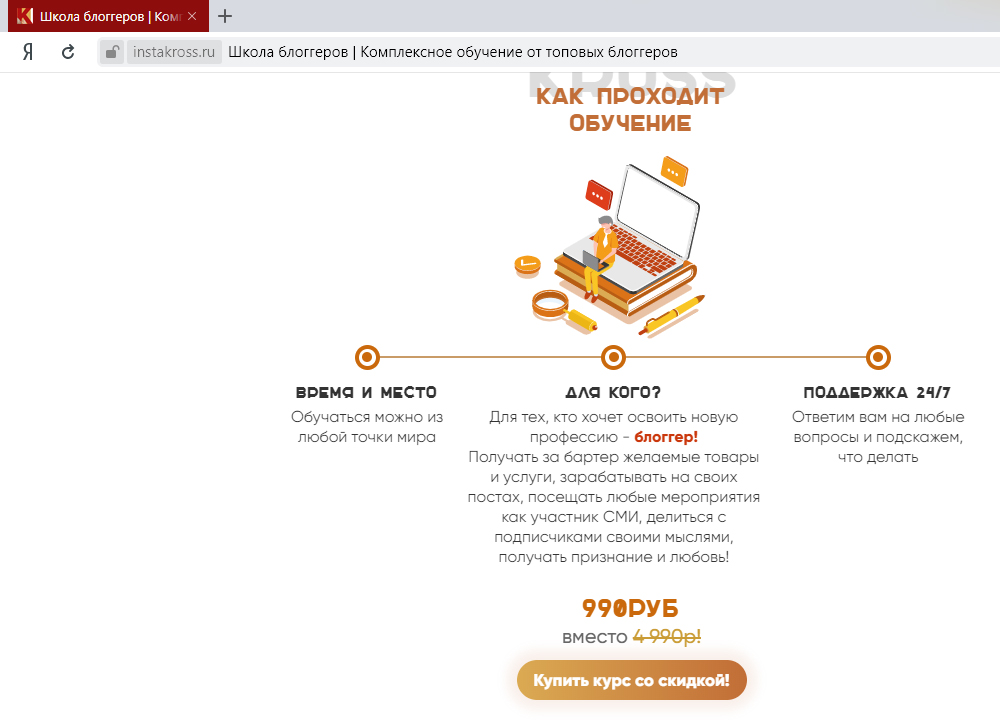 Школа блоггеров | Комп
instakross.ru Школа блоггеров | Комплексное обучение от топовых блоггеров
KROSS
КАК ПРОХОДИТ
ОБУЧЕНИЕ
ВРЕМЯ И МЕСТО
Обучаться можно из
любой точки мира
ДЛЯ КОГО?
Для тех, кто хочет освоить новую
профессию - блоггер!
Получать за бартер желаемые товары
и услуги, зарабатывать на своих
постах, посещать любые мероприятия
как участник СМИ, делиться с
подписчиками своими мыслями,
получать признание и любовь!
ПОДДЕРЖКА 24/7
Ответим вам на любые
вопросы и подскажем,
что делать
990РУБ
вместо 4 990р!
Купить курс со скидкой!